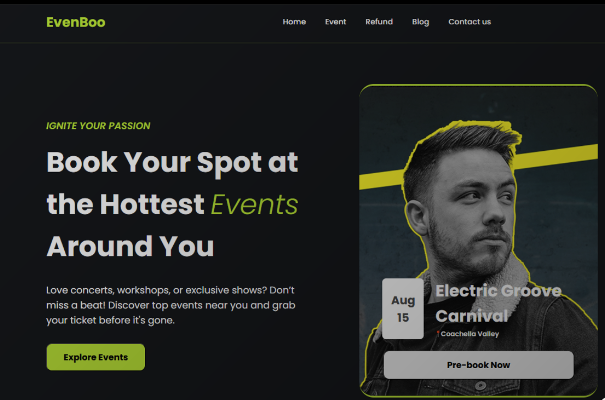 EvenBoo
Home Event Refund Blog Contact us
IGNITE YOUR PASSION
Book Your Spot at
the Hottest Events
Around You
Love concerts, workshops, or exclusive shows? Don't
miss a beat! Discover top events near you and grab
your ticket before it's gone.
Explore Events
Aug
15
Electric Groove
Carnival
Coachella Valley
Pre-book Now